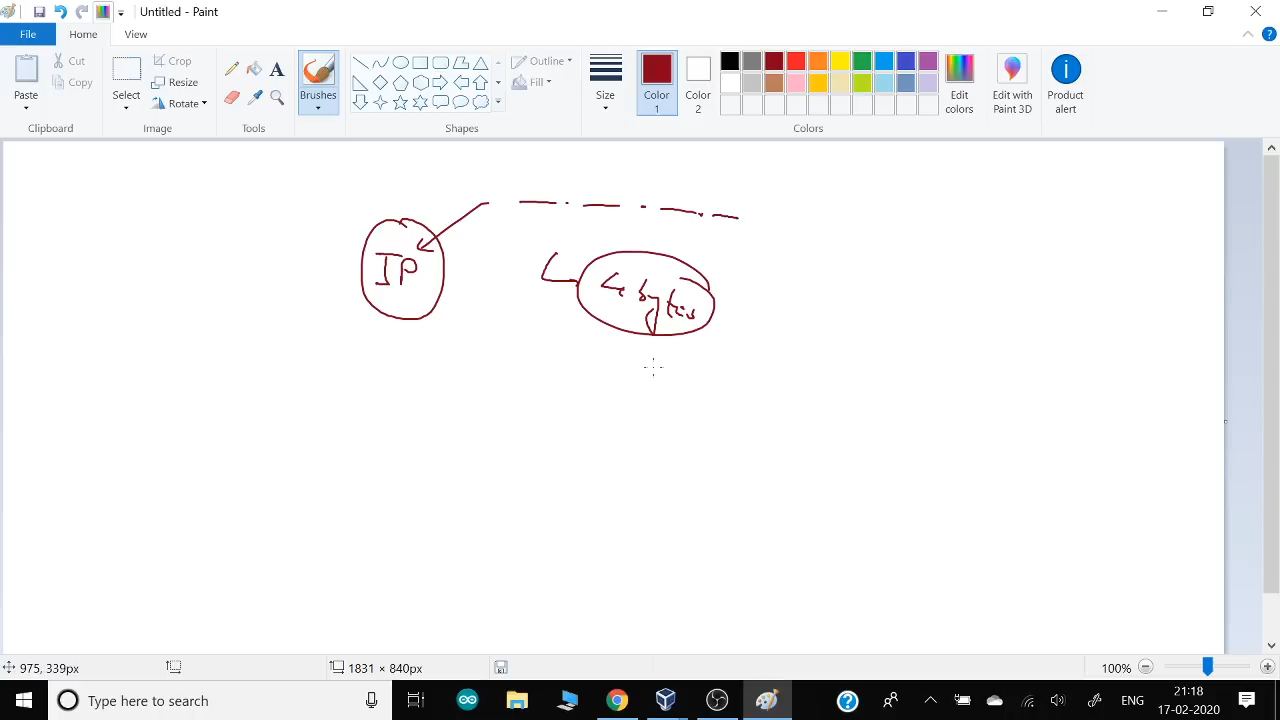 Untitled - Paint
File
Home
View
Paste
Cut
Copy
Clipboard
Select
Crop
Resize
Rotate
Image
Tools
Brushes
Shapes
Outline
Fill
Size
Color 1
Color 2
Edit colors
Colors
Edit with Paint 3D
Product alert
IP
4 bytes
975, 339px
1831 × 840px
100%
Type here to search
ENG
21:18
17-02-2020